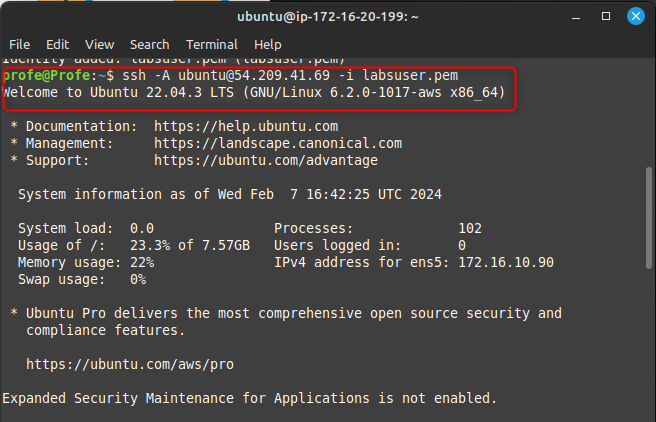 ubuntu@ip-172-16-20-199: ~
File Edit View Search Terminal Help
Identity added: labsuser.pem (labsuser.pem)
profe@Profe:~$ ssh -A ubuntu@54.209.41.69 -i labsuser.pem
Welcome to Ubuntu 22.04.3 LTS (GNU/Linux 6.2.0-1017-aws x86_64)
* Documentation: https://help.ubuntu.com
* Management: https://landscape.canonical.com
* Support: https://ubuntu.com/advantage
System information as of Wed Feb 7 16:42:25 UTC 2024
System load: 0.0 Processes: 102
Usage of /: 23.3% of 7.57GB Users logged in: 0
Memory usage: 22% IPv4 address for ens5: 172.16.10.90
Swap usage: 0%
* Ubuntu Pro delivers the most comprehensive open source security and
compliance features.
https://ubuntu.com/aws/pro
Expanded Security Maintenance for Applications is not enabled.